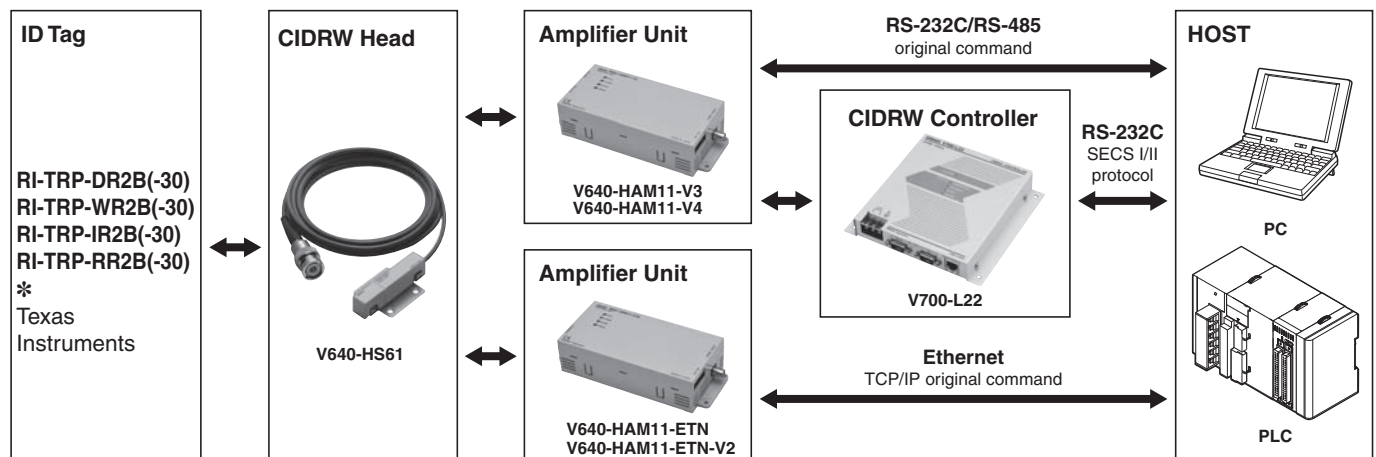 ID Tag
RI-TRP-DR2B(-30)
RI-TRP-WR2B(-30)
RI-TRP-IR2B(-30)
RI-TRP-RR2B(-30)
*
Texas
Instruments
CIDRW Head
V640-HS61
Amplifier Unit
V640-HAM11-V3
V640-HAM11-V4
Amplifier Unit
V640-HAM11-ETN
V640-HAM11-ETN-V2
RS-232C/RS-485
original command
CIDRW Controller
V700-L22
RS-232C
SECS I/II
protocol
Ethernet
TCP/IP original command
HOST
PC
PLC